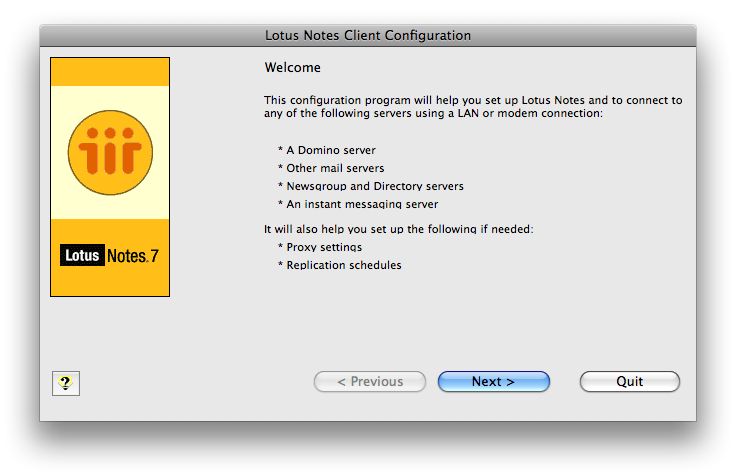 Lotus Notes Client Configuration
Welcome
This configuration program will help you set up Lotus Notes and to connect to
any of the following servers using a LAN or modem connection:
* A Domino server
* Other mail servers
* Newsgroup and Directory servers
* An instant messaging server
It will also help you set up the following if needed:
* Proxy settings
* Replication schedules
Lotus Notes. 7
?
< Previous
Next >
Quit